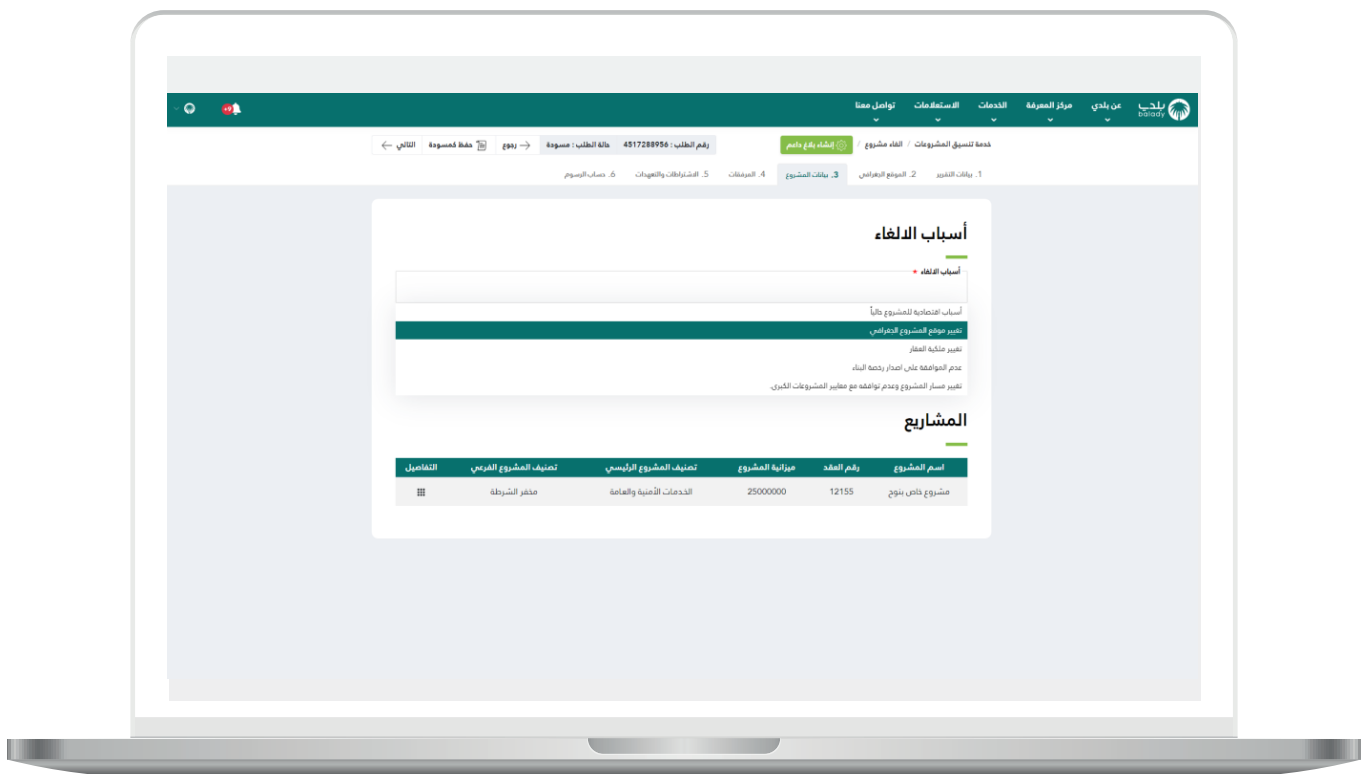 بلدي
balady
عن بلدي
مركز المعرفة
الخدمات
الاستعلامات
تواصل معنا
+9
خدمة تنسيق المشروعات / الغاء مشروع /
إنشاء بلاغ داعم
رقم الطلب : 4517288956
حالة الطلب : مسودة
رجوع
حفظ كمسودة
التالي
1. بيانات التقرير
2. الموقع الجغرافي
3. بيانات المشروع
4. المرفقات
5. الاشتراطات والتعهدات
6. حساب الرسوم
أسباب الالغاء
أسباب الالغاء *
أسباب اقتصادية للمشروع حالياً
تغيير موقع المشروع الجغرافي
تغيير ملكية العقار
عدم الموافقة على اصدار رخصة البناء
تغيير مسار المشروع وعدم توافقه مع معايير المشروعات الكبرى.
المشاريع
اسم المشروع رقم العقد ميزانية المشروع تصنيف المشروع الرئيسي تصنيف المشروع الفرعي التفاصيل
مشروع خاص بنوح 12155 25000000 الخدمات الأمنية والعامة مخفر الشرطة